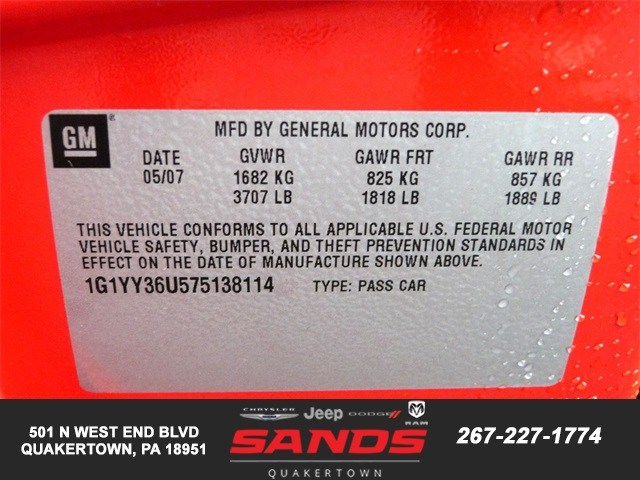 GM
MFD BY GENERAL MOTORS CORP.
DATE GVWR GAWR FRT GAWR RR
05/07 1682 KG 825 KG 857 KG
3707 LB 1818 LB 1889 LB
THIS VEHICLE CONFORMS TO ALL APPLICABLE U.S. FEDERAL MOTOR
VEHICLE SAFETY, BUMPER, AND THEFT PREVENTION STANDARDS IN
EFFECT ON THE DATE OF MANUFACTURE SHOWN ABOVE.
1G1YY36U575138114 TYPE: PASS CAR
CHRYSLER Jeep DODGE RAM
501 N WEST END BLVD
QUAKERTOWN, PA 18951
SANDS
QUAKERTOWN
267-227-1774